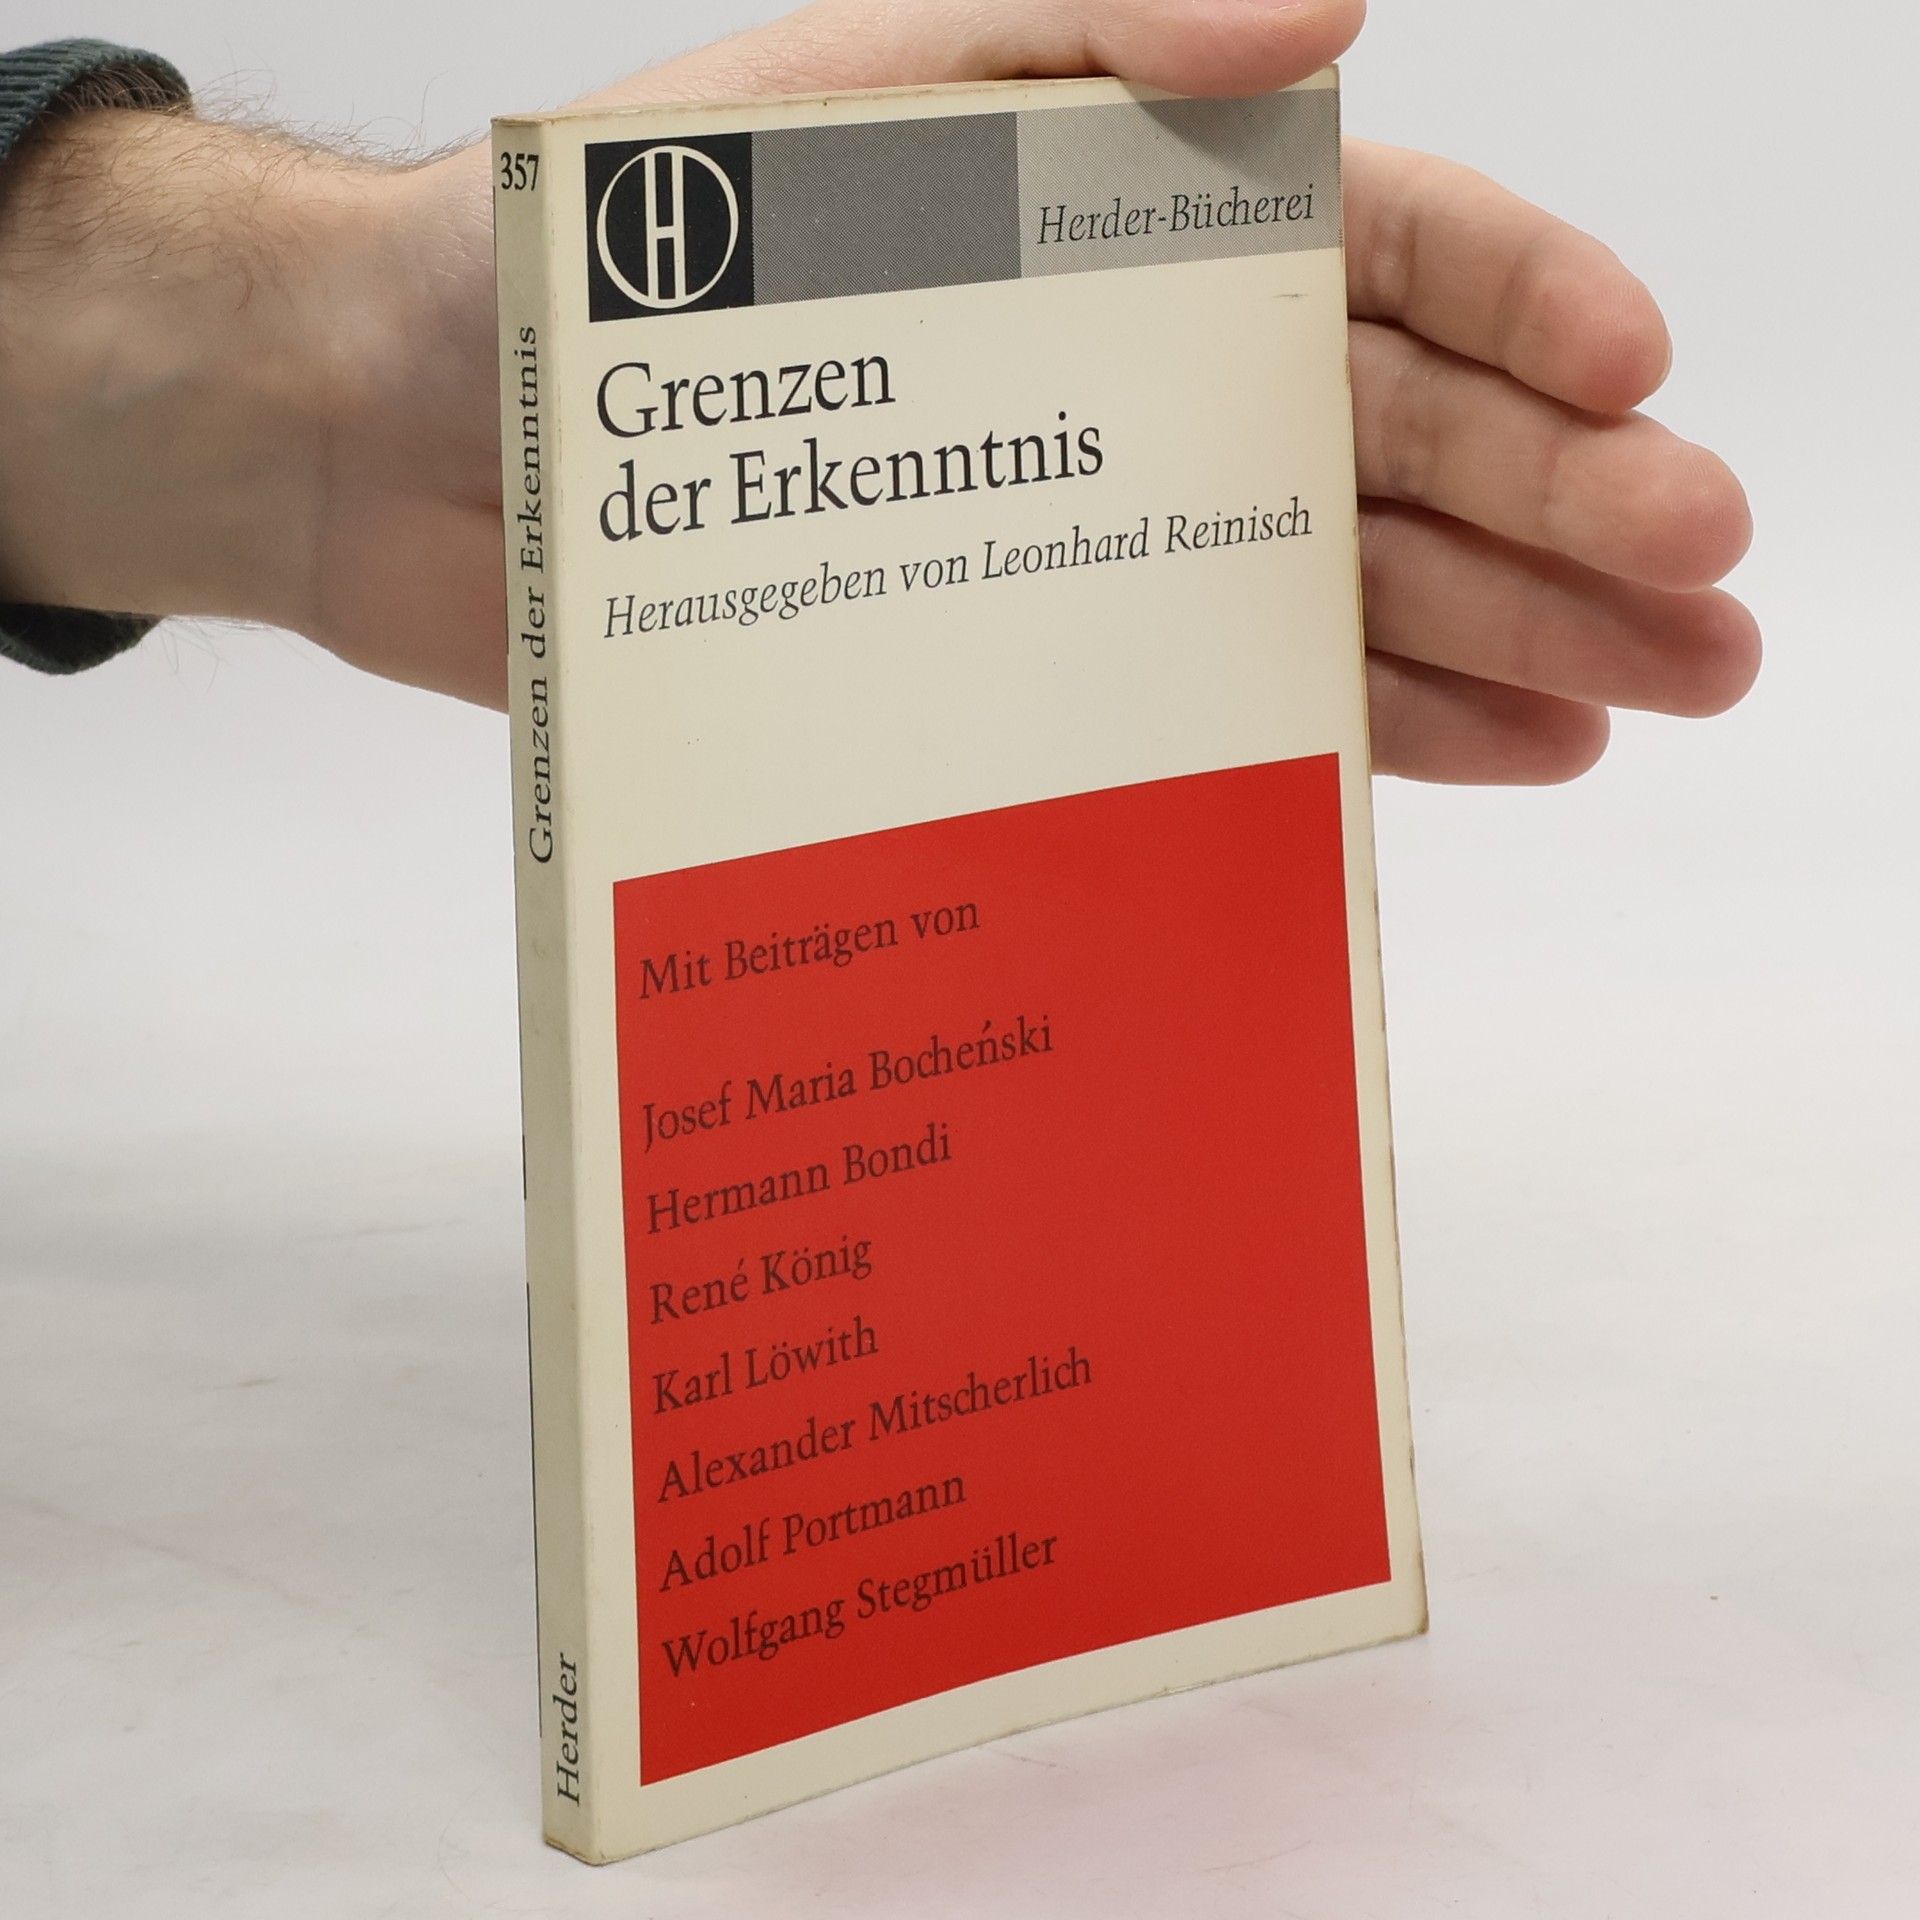 357
Grenzen der Erkenntnis
Herder
H
Herder-Bücherei
Grenzen
der Erkenntnis
Herausgegeben von Leonhard Reinisch
Mit Beiträgen von
Josef Maria Bocheński
Hermann Bondi
René König
Karl Löwith
Alexander Mitscherlich
Adolf Portmann
Wolfgang Stegmüller